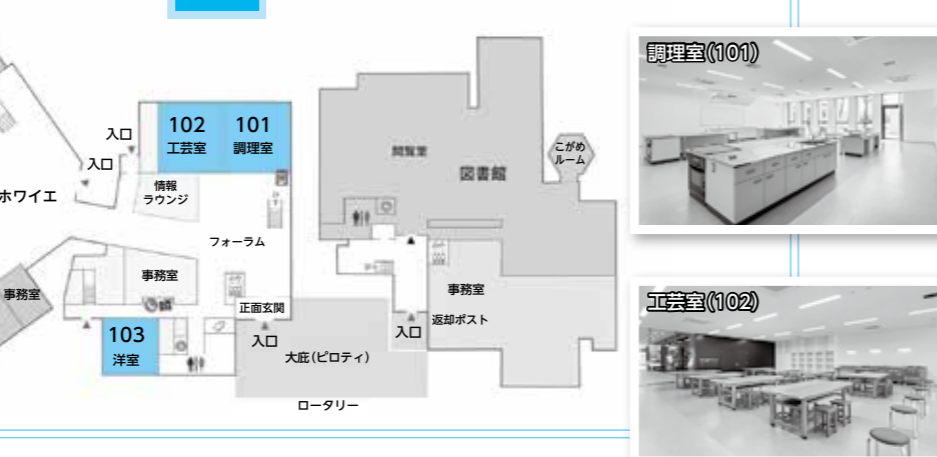 調理室(101)
102
工芸室
101
調理室
入口
入口
情報
ラウンジ
ホワイエ
フォーラム
事務室
事務室
正面玄関
入口
103
洋室
大庇(ピロティ)
ロータリー
閲覧室
図書館
こがめ
ルーム
事務室
返却ポスト
入口
工芸室(102)